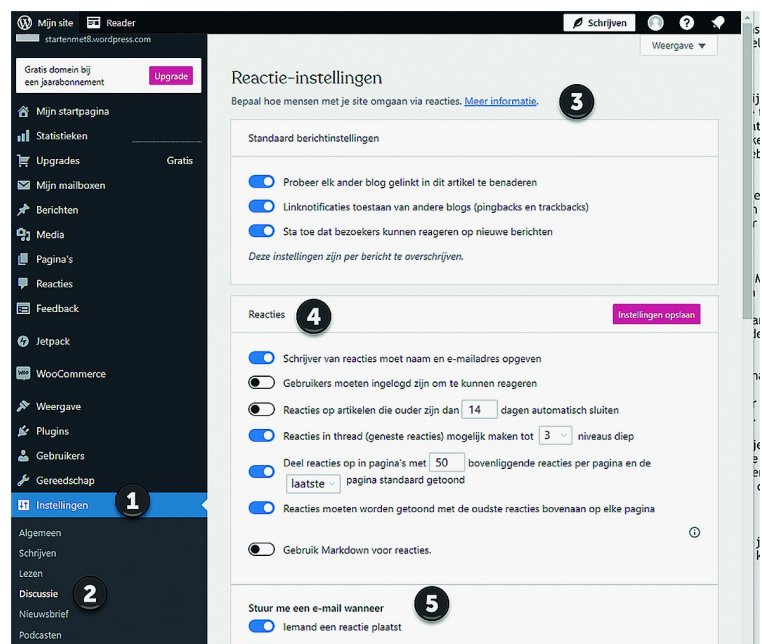 Mijn site
Reader
Schrijven
startenmet8.wordpress.com
Gratis domein bij
een jaarabonnement
Upgrade
Mijn startpagina
Statistieken
Upgrades Gratis
Mijn mailboxen
Berichten
Media
Pagina's
Reacties
Feedback
Jetpack
WooCommerce
Weergave
Plugins
Gebruikers
Gereedschap
Instellingen 1
Algemeen
Schrijven
Lezen
Discussie 2
Nieuwsbrief
Podcasten
Weergave
Reactie-instellingen
Bepaal hoe mensen met je site omgaan via reacties. Meer informatie. 3
Standaard berichtinstellingen
Probeer elk ander blog gelinkt in dit artikel te benaderen
Linknotificaties toestaan van andere blogs (pingbacks en trackbacks)
Sta toe dat bezoekers kunnen reageren op nieuwe berichten
Deze instellingen zijn per bericht te overschrijven.
Reacties 4
Instellingen opslaan
Schrijver van reacties moet naam en e-mailadres opgeven
Gebruikers moeten ingelogd zijn om te kunnen reageren
Reacties op artikelen die ouder zijn dan 14 dagen automatisch sluiten
Reacties in thread (geneste reacties) mogelijk maken tot 3 niveaus diep
Deel reacties op in pagina's met 50 bovenliggende reacties per pagina en de
laatste pagina standaard getoond
Reacties moeten worden getoond met de oudste reacties bovenaan op elke pagina
Gebruik Markdown voor reacties.
Stuur me een e-mail wanneer 5
Iemand een reactie plaatst